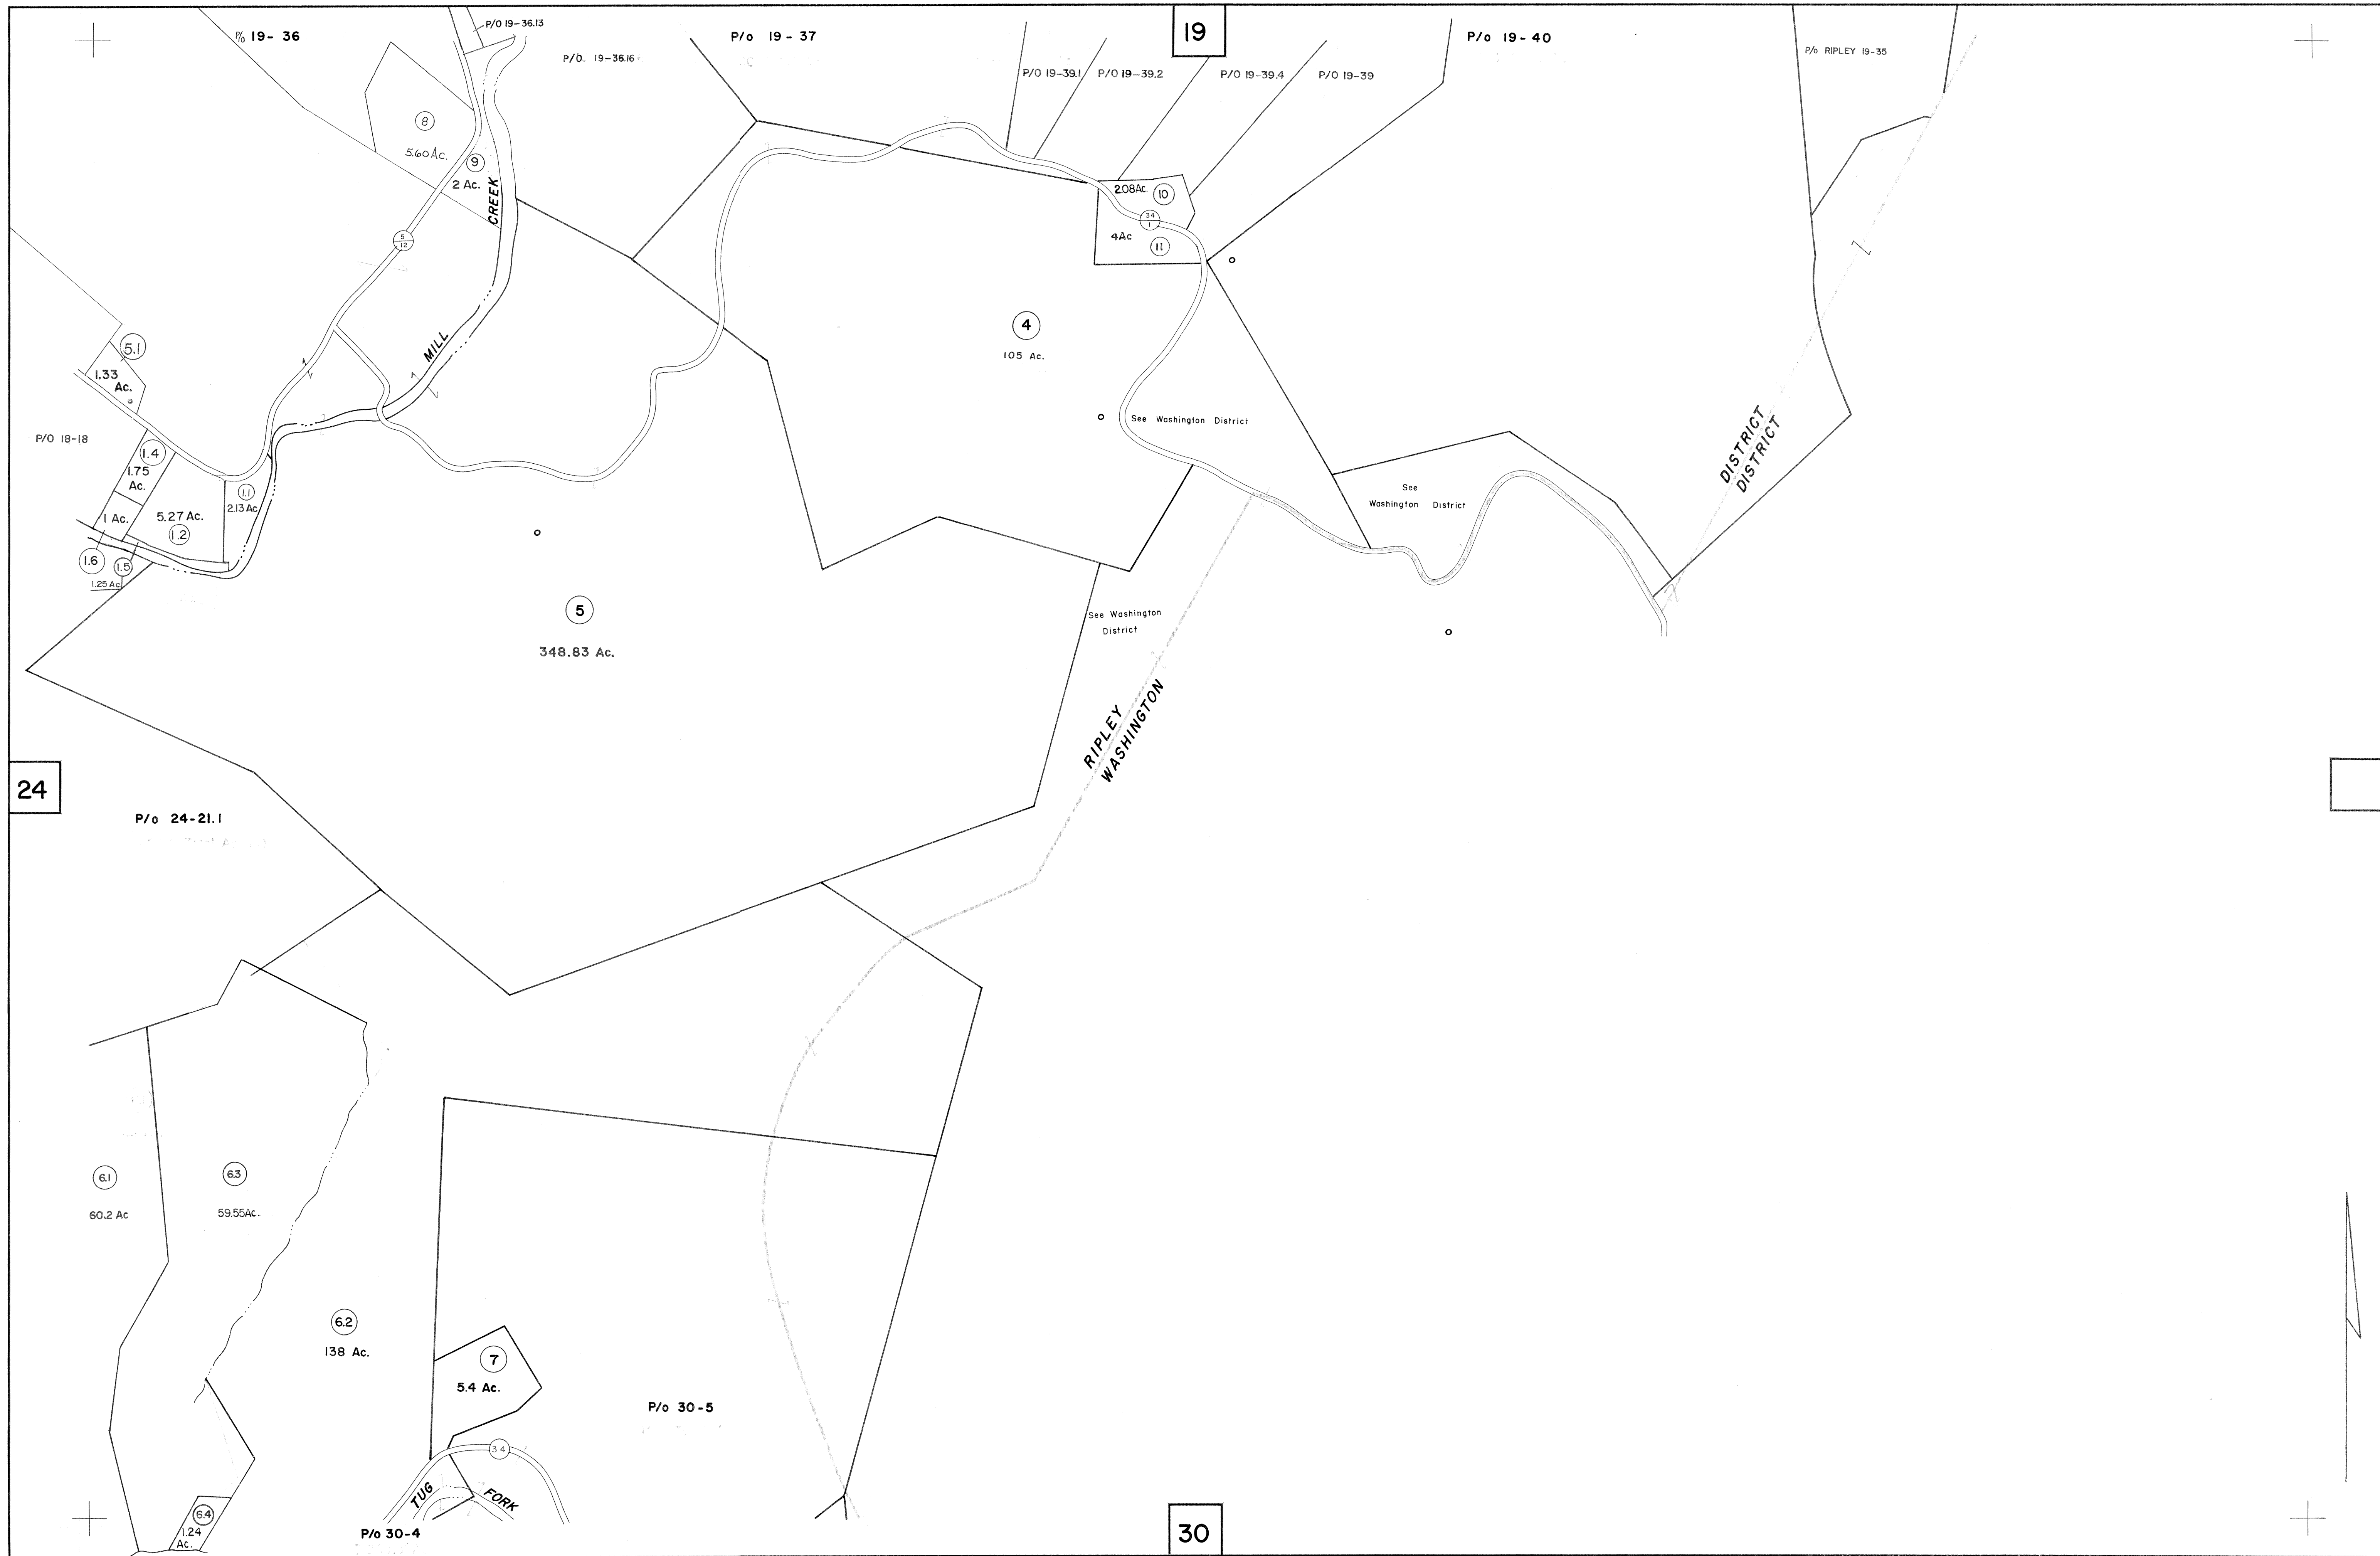 P/o 19-36
P/O 19-36.13
P/O. 19-36.16
P/o 19-37
19
P/o 19-40
P/o RIPLEY 19-35
P/O 19-39.1
P/O 19-39.2
P/O 19-39.4
P/O 19-39
8
5.60 Ac.
9
2 Ac.
CREEK
MILL
5
12
2.08Ac.
10
34
1
4Ac
11
4
105 Ac.
5.1
1.33
Ac.
P/O 18-18
1.4
1.75
Ac.
1 Ac.
5.27 Ac.
1.2
1.1
2.13 Ac
1.6
1.5
1.25 Ac.
See Washington District
See
Washington District
DISTRICT
DISTRICT
5
348.83 Ac.
See Washington
District
RIPLEY
WASHINGTON
24
P/o 24-21.1
6.1
60.2 Ac
6.3
59.55Ac.
6.2
138 Ac.
7
5.4 Ac.
P/o 30-5
34
TUG
FORK
6.4
1.24
Ac.
P/o 30-4
30